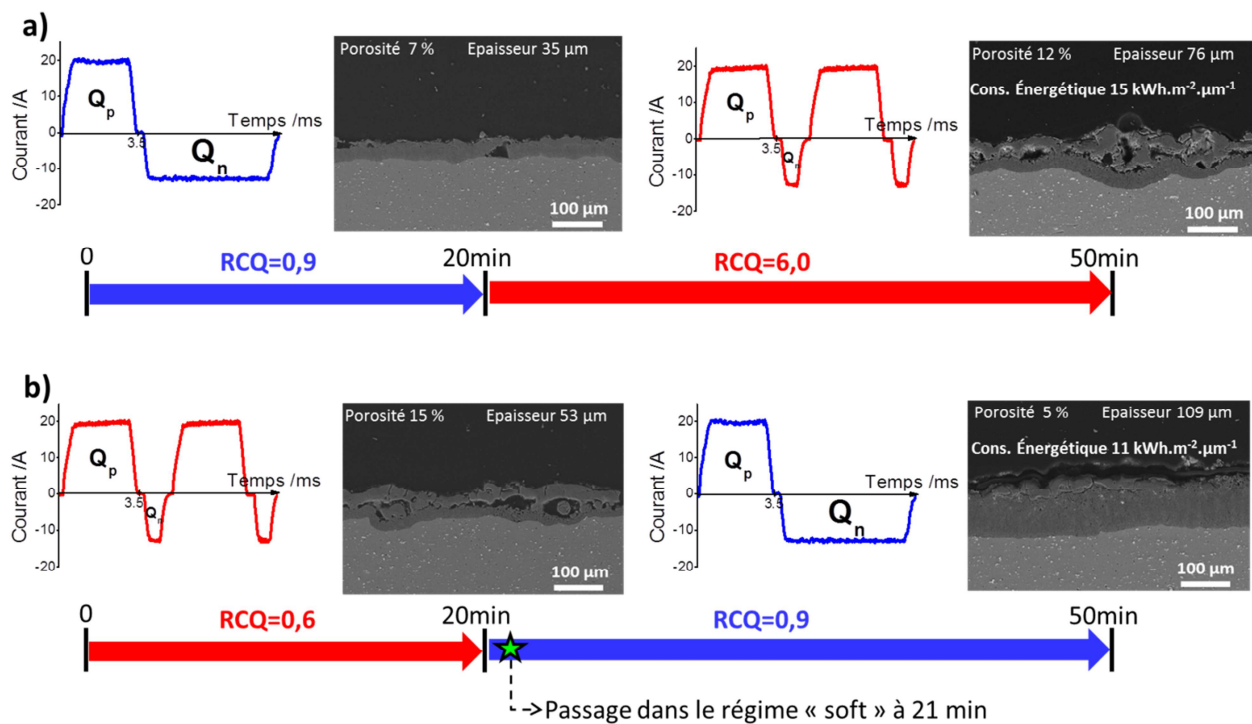 a)
Courant /A
20
10
0
-10
-20
Qp
3.5
Temps /ms
Qn
Porosité 7 % Epaisseur 35 µm
100 µm
Courant /A
20
10
0
-10
-20
Qp
3.5
Temps /ms
Qn
Porosité 12 % Epaisseur 76 µm
Cons. Énergétique 15 kWh.m-2.µm-1
100 µm
0 RCQ=0,9 20min RCQ=6,0 50min
b)
Courant /A
20
10
0
-10
-20
Qp
3.5
Temps /ms
Qn
Porosité 15 % Epaisseur 53 µm
100 µm
Courant /A
20
10
0
-10
-20
Qp
3.5
Temps /ms
Qn
Porosité 5 % Epaisseur 109 µm
Cons. Énergétique 11 kWh.m-2.µm-1
100 µm
0 RCQ=0,6 20min RCQ=0,9 50min
Passage dans le régime « soft » à 21 min